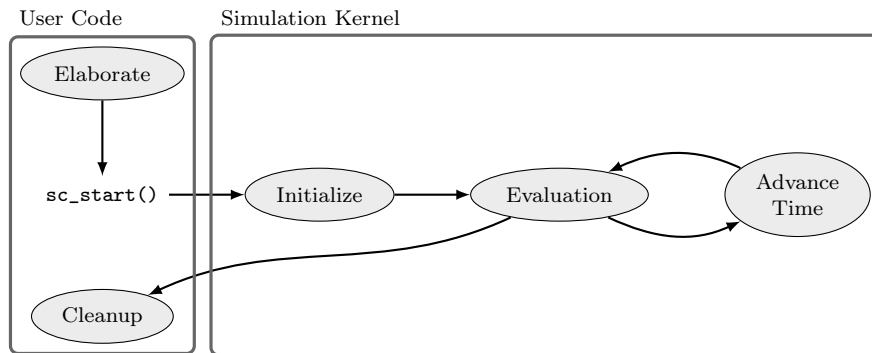 User Code
Simulation Kernel
Elaborate
sc_start()
Initialize
Evaluation
Advance
Time
Cleanup